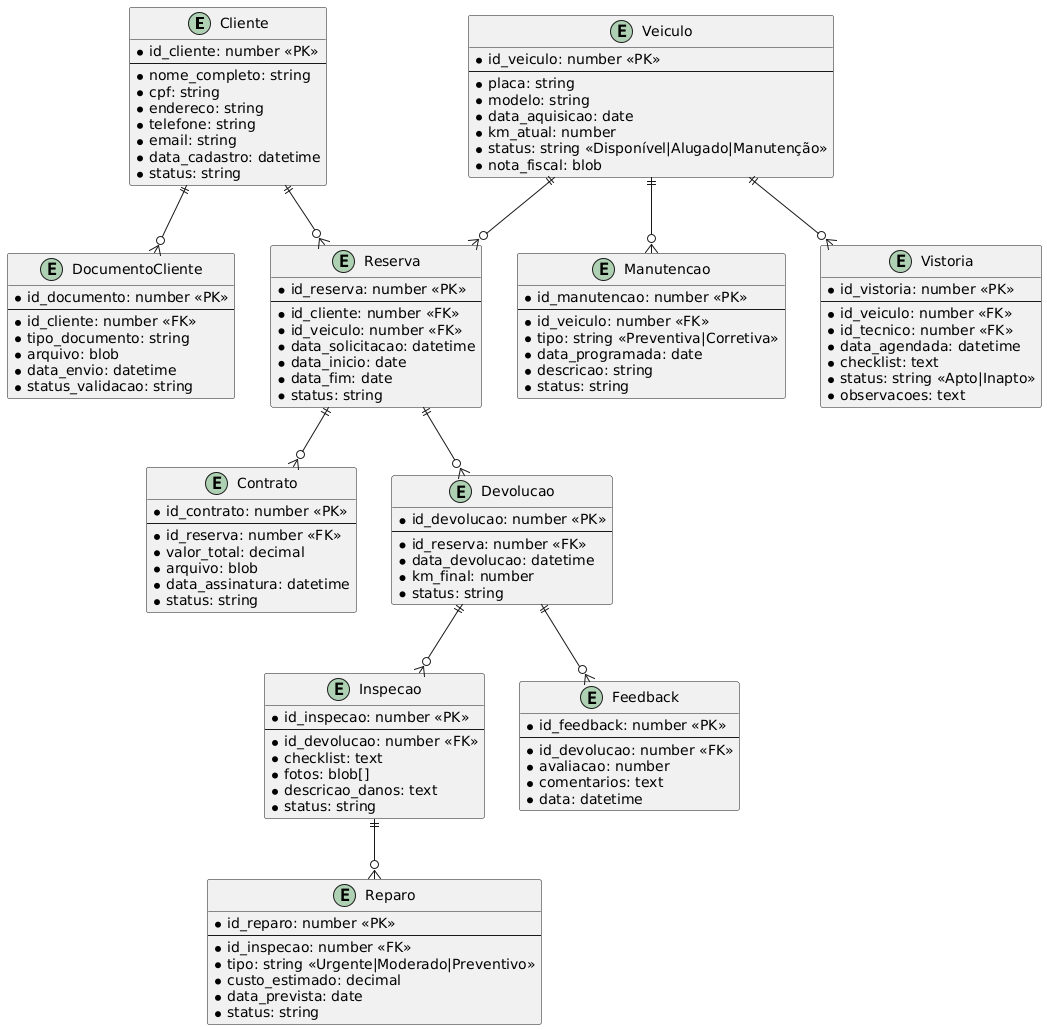 E Cliente
id_cliente: number «PK»
nome_completo: string
cpf: string
endereco: string
telefone: string
email: string
data_cadastro: datetime
status: string
E Veiculo
id_veiculo: number «PK»
placa: string
modelo: string
data_aquisicao: date
km_atual: number
status: string «Disponível|Alugado|Manutenção»
nota_fiscal: blob
E DocumentoCliente
id_documento: number «PK»
id_cliente: number «FK»
tipo_documento: string
arquivo: blob
data_envio: datetime
status_validacao: string
E Reserva
id_reserva: number «PK»
id_cliente: number «FK»
id_veiculo: number «FK»
data_solicitacao: datetime
data_inicio: date
data_fim: date
status: string
E Manutencao
id_manutencao: number «PK»
id_veiculo: number «FK»
tipo: string «Preventiva|Corretiva»
data_programada: date
descricao: string
status: string
E Vistoria
id_vistoria: number «PK»
id_veiculo: number «FK»
id_tecnico: number «FK»
data_agendada: datetime
checklist: text
status: string «Apto|Inapto»
observacoes: text
E Contrato
id_contrato: number «PK»
id_reserva: number «FK»
valor_total: decimal
arquivo: blob
data_assinatura: datetime
status: string
E Devolucao
id_devolucao: number «PK»
id_reserva: number «FK»
data_devolucao: datetime
km_final: number
status: string
E Inspecao
id_inspecao: number «PK»
id_devolucao: number «FK»
checklist: text
fotos: blob[]
descricao_danos: text
status: string
E Feedback
id_feedback: number «PK»
id_devolucao: number «FK»
avaliacao: number
comentarios: text
data: datetime
E Reparo
id_reparo: number «PK»
id_inspecao: number «FK»
tipo: string «Urgente|Moderado|Preventivo»
custo_estimado: decimal
data_prevista: date
status: string